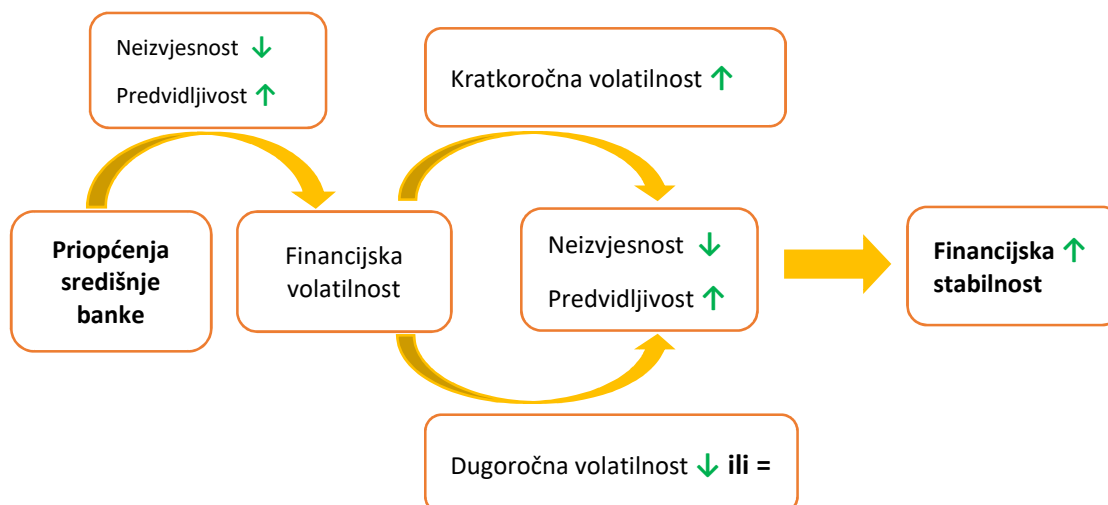 Neizvjesnost ↓
Predvidljivost ↑
Kratkoročna volatilnost ↑
Priopćenja
središnje
banke
Financijska
volatilnost
Neizvjesnost ↓
Predvidljivost ↑
Financijska ↑
stabilnost
Dugoročna volatilnost ↓ ili =